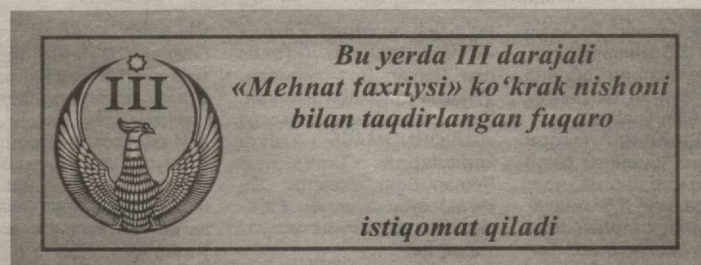 III
Bu yerda III darajali
«Mehnat faxriysi» ko‘krak nishoni
bilan taqdirlangan fuqaro
istiqomat qiladi